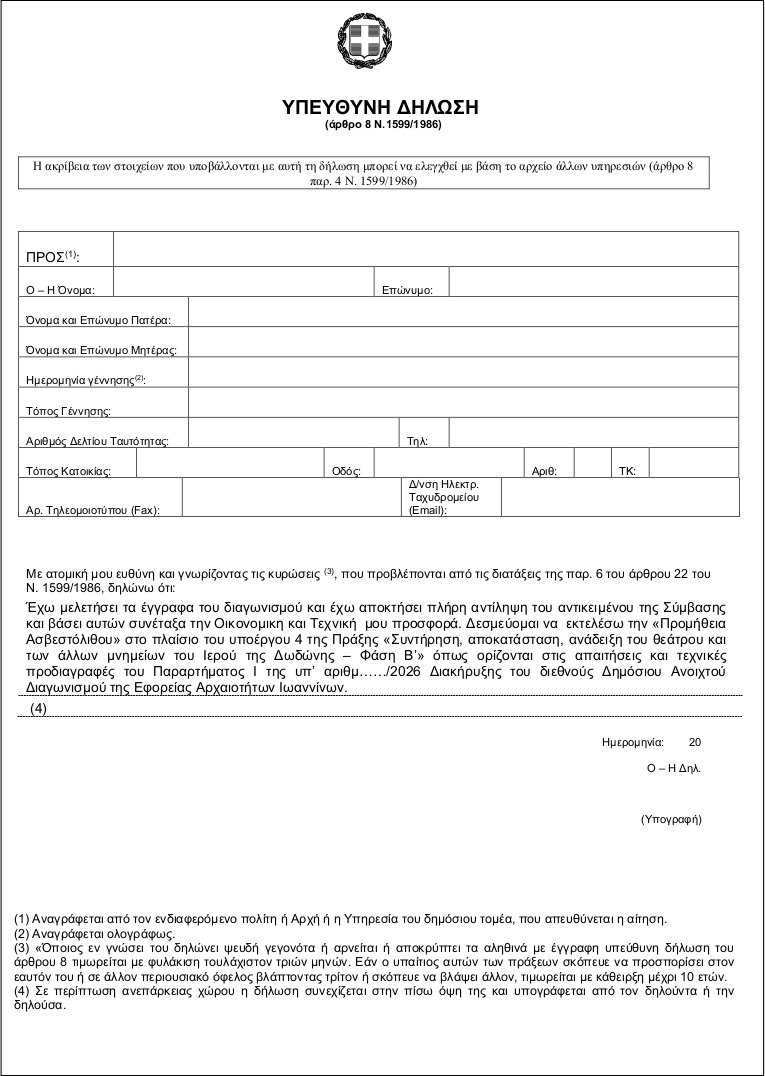 ΥΠΕΥΘΥΝΗ ΔΗΛΩΣΗ
(άρθρο 8 Ν.1599/1986)
Η ακρίβεια των στοιχείων που υποβάλλονται με αυτή τη δήλωση μπορεί να ελεγχθεί με βάση το αρχείο άλλων υπηρεσιών (άρθρο 8
παρ. 4 Ν. 1599/1986)
ΠΡΟΣ(1):
Ο – Η Όνομα: Επώνυμο:
Όνομα και Επώνυμο Πατέρα:
Όνομα και Επώνυμο Μητέρας:
Ημερομηνία γέννησης(2):
Τόπος Γέννησης:
Αριθμός Δελτίου Ταυτότητας: Τηλ:
Τόπος Κατοικίας: Οδός: Αριθ: ΤΚ:
Αρ. Τηλεομοιοτύπου (Fax):
Δ/νση Ηλεκτρ.
Ταχυδρομείου
(Email):
Με ατομική μου ευθύνη και γνωρίζοντας τις κυρώσεις (3), που προβλέπονται από τις διατάξεις της παρ. 6 του άρθρου 22 του
Ν. 1599/1986, δηλώνω ότι:
Έχω μελετήσει τα έγγραφα του διαγωνισμού και έχω αποκτήσει πλήρη αντίληψη του αντικειμένου της Σύμβασης
και βάσει αυτών συνέταξα την Οικονομικη και Τεχνική μου προσφορά. Δεσμεύομαι να εκτελέσω την «Προμήθεια
Ασβεστόλιθου» στο πλαίσιο του υποέργου 4 της Πράξης «Συντήρηση, αποκατάσταση, ανάδειξη του θεάτρου και
των άλλων μνημείων του Ιερού της Δωδώνης – Φάση Β’» όπως ορίζονται στις απαιτήσεις και τεχνικές
προδιαγραφές του Παραρτήματος Ι της υπ’ αριθμ……/2026 Διακήρυξης του διεθνούς Δημόσιου Ανοιχτού
Διαγωνισμού της Εφορείας Αρχαιοτήτων Ιωαννίνων.
(4)
Ημερομηνία: 20
Ο – Η Δηλ.
(Υπογραφή)
(1) Αναγράφεται από τον ενδιαφερόμενο πολίτη ή Αρχή ή η Υπηρεσία του δημόσιου τομέα, που απευθύνεται η αίτηση.
(2) Αναγράφεται ολογράφως.
(3) «Όποιος εν γνώσει του δηλώνει ψευδή γεγονότα ή αρνείται ή αποκρύπτει τα αληθινά με έγγραφη υπεύθυνη δήλωση του
άρθρου 8 τιμωρείται με φυλάκιση τουλάχιστον τριών μηνών. Εάν ο υπαίτιος αυτών των πράξεων σκόπευε να προσπορίσει στον
εαυτόν του ή σε άλλον περιουσιακό όφελος βλάπτοντας τρίτον ή σκόπευε να βλάψει άλλον, τιμωρείται με κάθειρξη μέχρι 10 ετών.
(4) Σε περίπτωση ανεπάρκειας χώρου η δήλωση συνεχίζεται στην πίσω όψη της και υπογράφεται από τον δηλούντα ή την
δηλούσα.